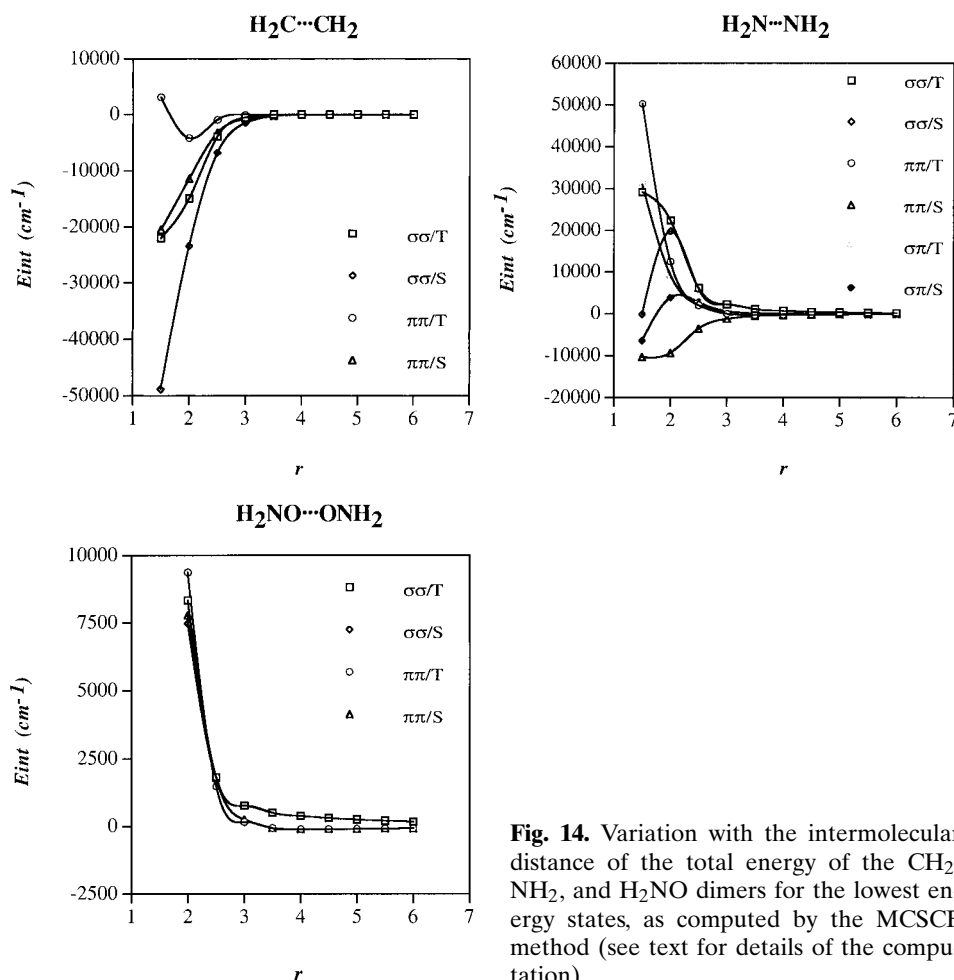 H2C···CH2
10000
0
-10000
-20000
-30000
-40000
-50000
Eint (cm-1)
σσ/T
σσ/S
ππ/T
ππ/S
1 2 3 4 5 6 7
r
H2N···NH2
60000
50000
40000
30000
20000
10000
0
-10000
-20000
Eint (cm-1)
σσ/T
σσ/S
ππ/T
ππ/S
σπ/T
σπ/S
1 2 3 4 5 6 7
r
H2NO···ONH2
10000
7500
5000
2500
0
-2500
Eint (cm-1)
σσ/T
σσ/S
ππ/T
ππ/S
1 2 3 4 5 6 7
r
Fig. 14. Variation with the intermolecular
distance of the total energy of the CH2
NH2, and H2NO dimers for the lowest en-
ergy states, as computed by the MCSCF
method (see text for details of the compu-
tation)